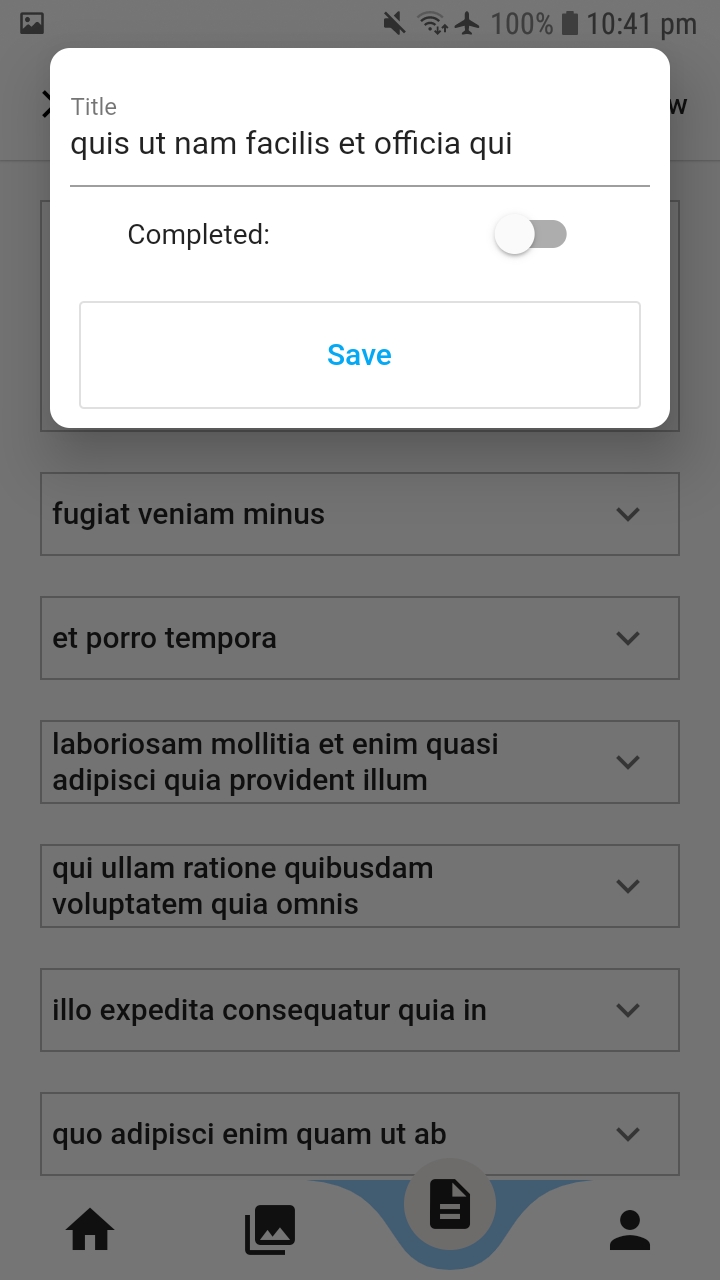 100% 10:41 pm
w
Title
quis ut nam facilis et officia qui
Completed:
Save
fugiat veniam minus
et porro tempora
laboriosam mollitia et enim quasi
adipisci quia provident illum
qui ullam ratione quibusdam
voluptatem quia omnis
illo expedita consequatur quia in
quo adipisci enim quam ut ab